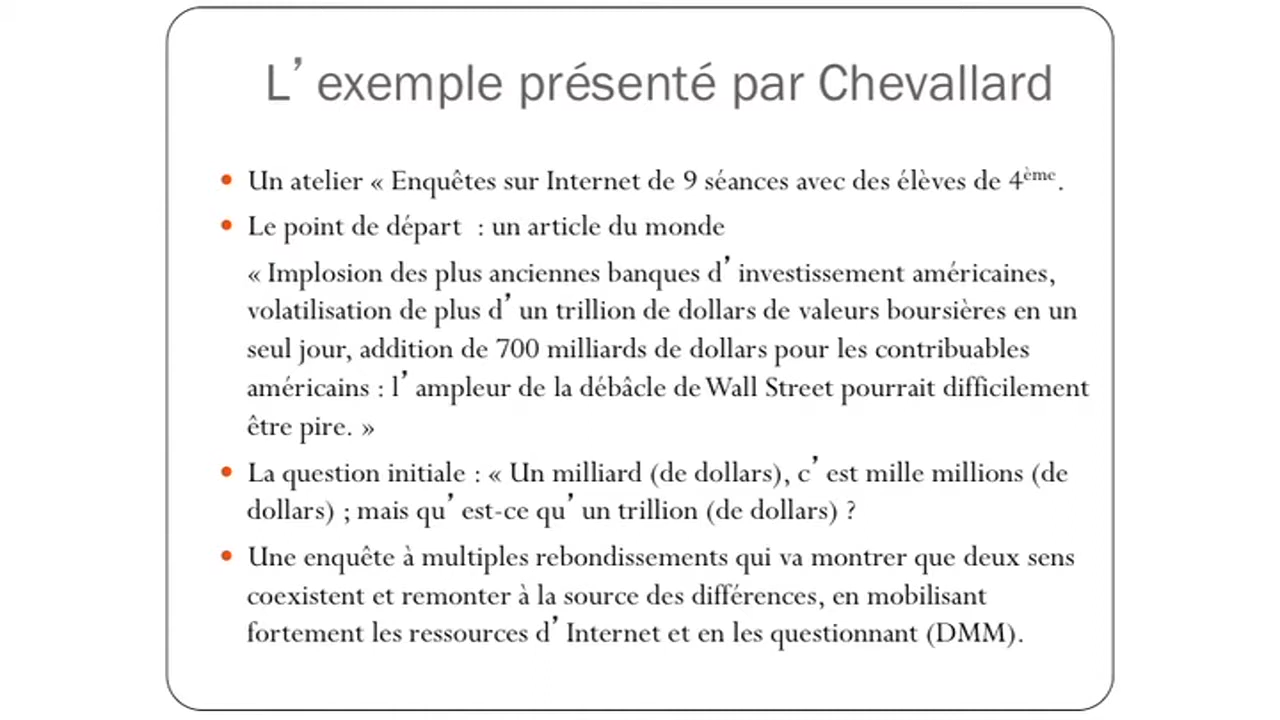 L’ exemple présenté par Chevallard
• Un atelier « Enquêtes sur Internet de 9 séances avec des élèves de 4ème.
• Le point de départ : un article du monde
« Implosion des plus anciennes banques d’ investissement américaines,
volatilisation de plus d’ un trillion de dollars de valeurs boursières en un
seul jour, addition de 700 milliards de dollars pour les contribuables
américains : l’ ampleur de la débâcle de Wall Street pourrait difficilement
être pire. »
• La question initiale : « Un milliard (de dollars), c’ est mille millions (de
dollars) ; mais qu’ est-ce qu’ un trillion (de dollars) ?
• Une enquête à multiples rebondissements qui va montrer que deux sens
coexistent et remonter à la source des différences, en mobilisant
fortement les ressources d’ Internet et en les questionnant (DMM).